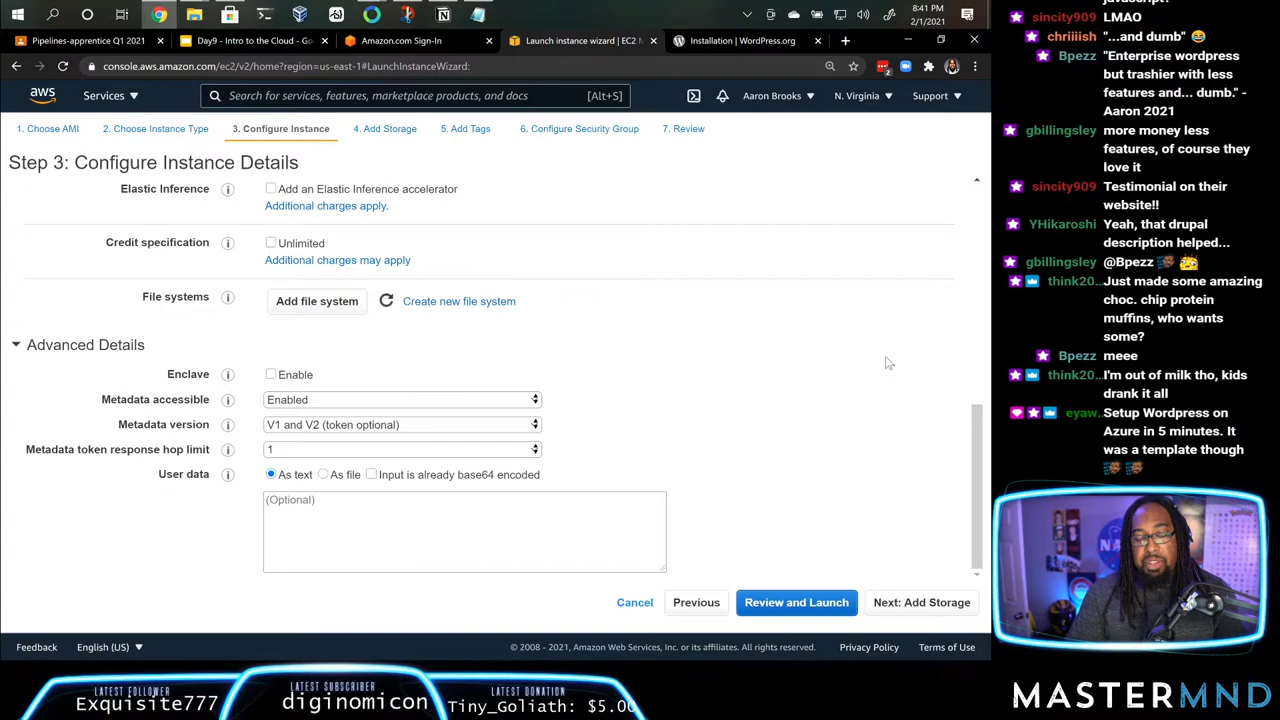 8:41 PM
2/1/2021
Pipelines-apprentice Q1 2021
Day9 - Intro to the Cloud - Go
Amazon.com Sign-In
Launch instance wizard | EC2 M
Installation | WordPress.org
console.aws.amazon.com/ec2/v2/home?region=us-east-1#LaunchInstanceWizard:
2
aws
Services
Search for services, features, marketplace products, and docs
[Alt+S]
Aaron Brooks
N. Virginia
Support
1. Choose AMI
2. Choose Instance Type
3. Configure Instance
4. Add Storage
5. Add Tags
6. Configure Security Group
7. Review
Step 3: Configure Instance Details
Elastic Inference
Add an Elastic Inference accelerator
Additional charges apply.
Credit specification
Unlimited
Additional charges may apply
File systems
Add file system
Create new file system
Advanced Details
Enclave
Enable
Metadata accessible
Enabled
Metadata version
V1 and V2 (token optional)
Metadata token response hop limit
1
User data
As text
As file
Input is already base64 encoded
(Optional)
Cancel
Previous
Review and Launch
Next: Add Storage
Feedback
English (US)
© 2008 - 2021, Amazon Web Services, Inc. or its affiliates. All rights reserved.
Privacy Policy
Terms of Use
sincity909 LMAO
chriiiish "...and dumb"
Bpezz "Enterprise wordpress
but trashier with less
features and... dumb." -
Aaron 2021
gbillingsley more money less
features, of course they
love it
sincity909 Testimonial on their
website!!
YHikaroshi Yeah, that drupal
description helped...
gbillingsley @Bpezz
think20... Just made some amazing
choc. chip protein
muffins, who wants
some?
Bpezz meee
think20... I'm out of milk tho, kids
drank it all
eyaw... Setup Wordpress on
Azure in 5 minutes. It
was a template though
LATEST FOLLOWER
Exquisite777
LATEST SUBSCRIBER
diginomicon
LATEST DONATION
Tiny_Goliath: $5.00
MASTERMND